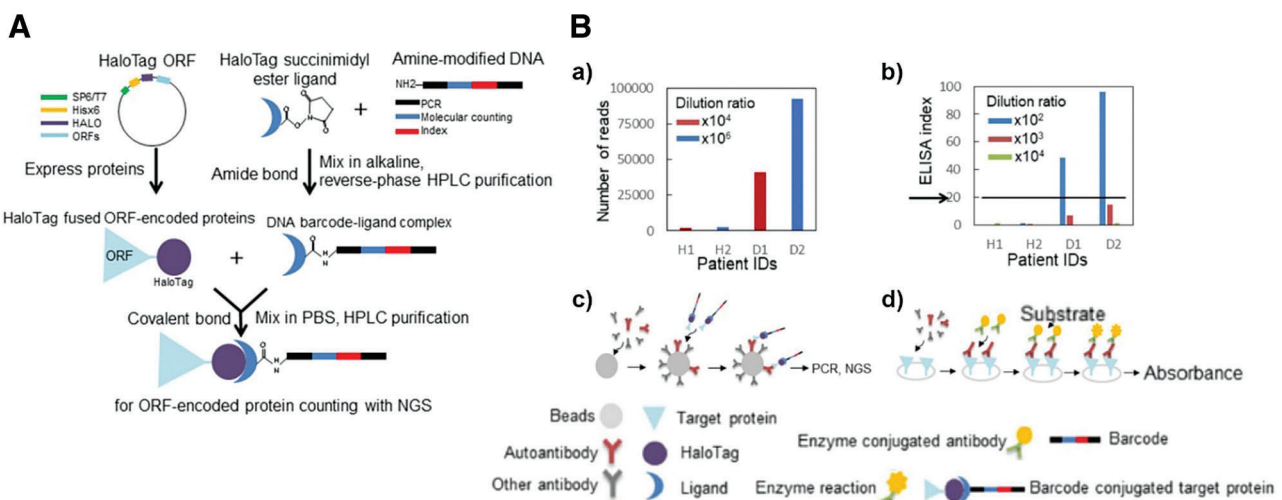 A
HaloTag ORF
SP6/T7
Hisx6
HALO
ORFs
HaloTag succinimidyl
ester ligand
O
O
N
O
O
+
Amine-modified DNA
NH2
PCR
Molecular counting
Index
Express proteins
Amide bond
Mix in alkaline,
reverse-phase HPLC purification
HaloTag fused ORF-encoded proteins
ORF
HaloTag
+
DNA barcode-ligand complex
O
N
H
Covalent bond
Mix in PBS, HPLC purification
O
N
H
for ORF-encoded protein counting with NGS
B
a)
Number of reads
100000
75000
50000
25000
0
Dilution ratio
x10⁴
x10⁶
H1 H2 D1 D2
Patient IDs
b)
ELISA index
100
80
60
40
20
0
Dilution ratio
x10²
x10³
x10⁴
H1 H2 D1 D2
Patient IDs
c)
PCR, NGS
d)
Substrate
Absorbance
Beads
Target protein
Autoantibody
HaloTag
Other antibody
Ligand
Enzyme conjugated antibody
Barcode
Enzyme reaction
Barcode conjugated target protein